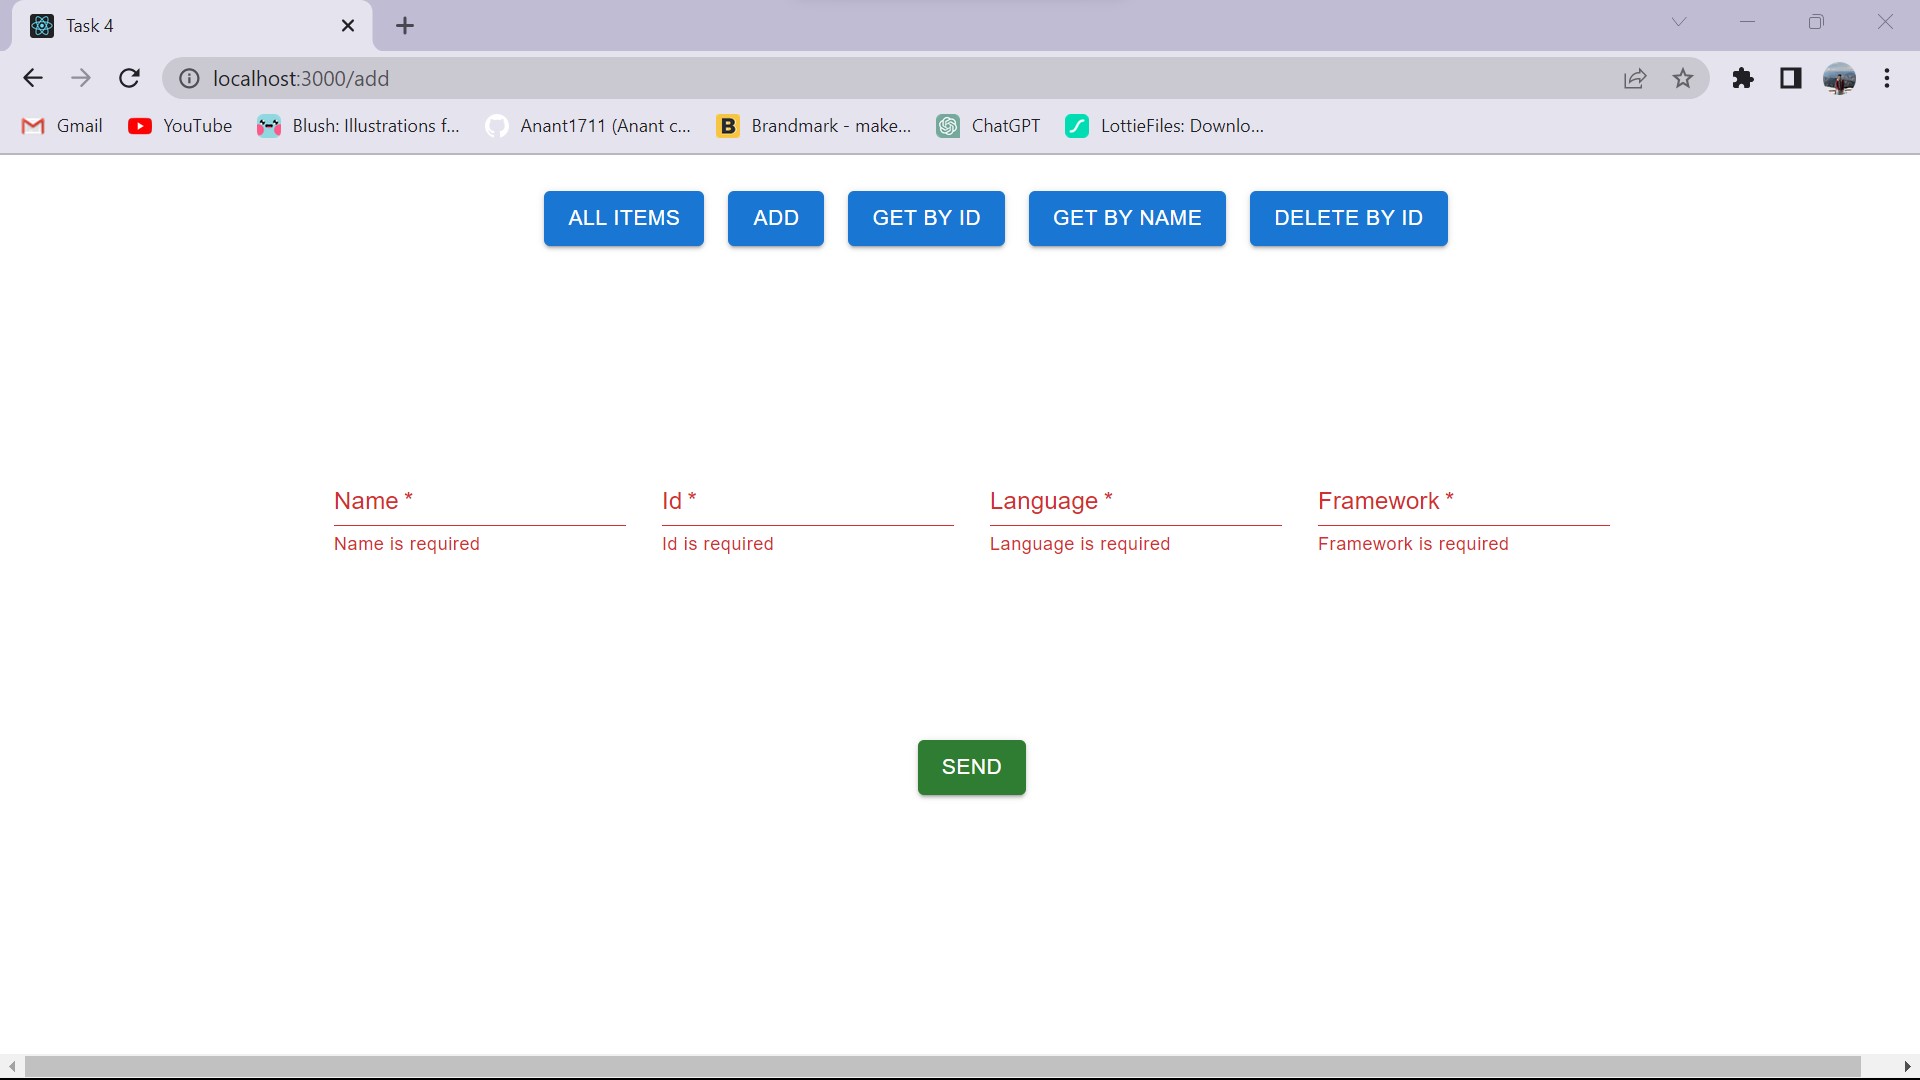 Task 4
localhost:3000/add
Gmail YouTube Blush: Illustrations f... Anant1711 (Anant c... B Brandmark - make... ChatGPT LottieFiles: Downlo...
ALL ITEMS ADD GET BY ID GET BY NAME DELETE BY ID
Name * Id * Language * Framework *
Name is required Id is required Language is required Framework is required
SEND